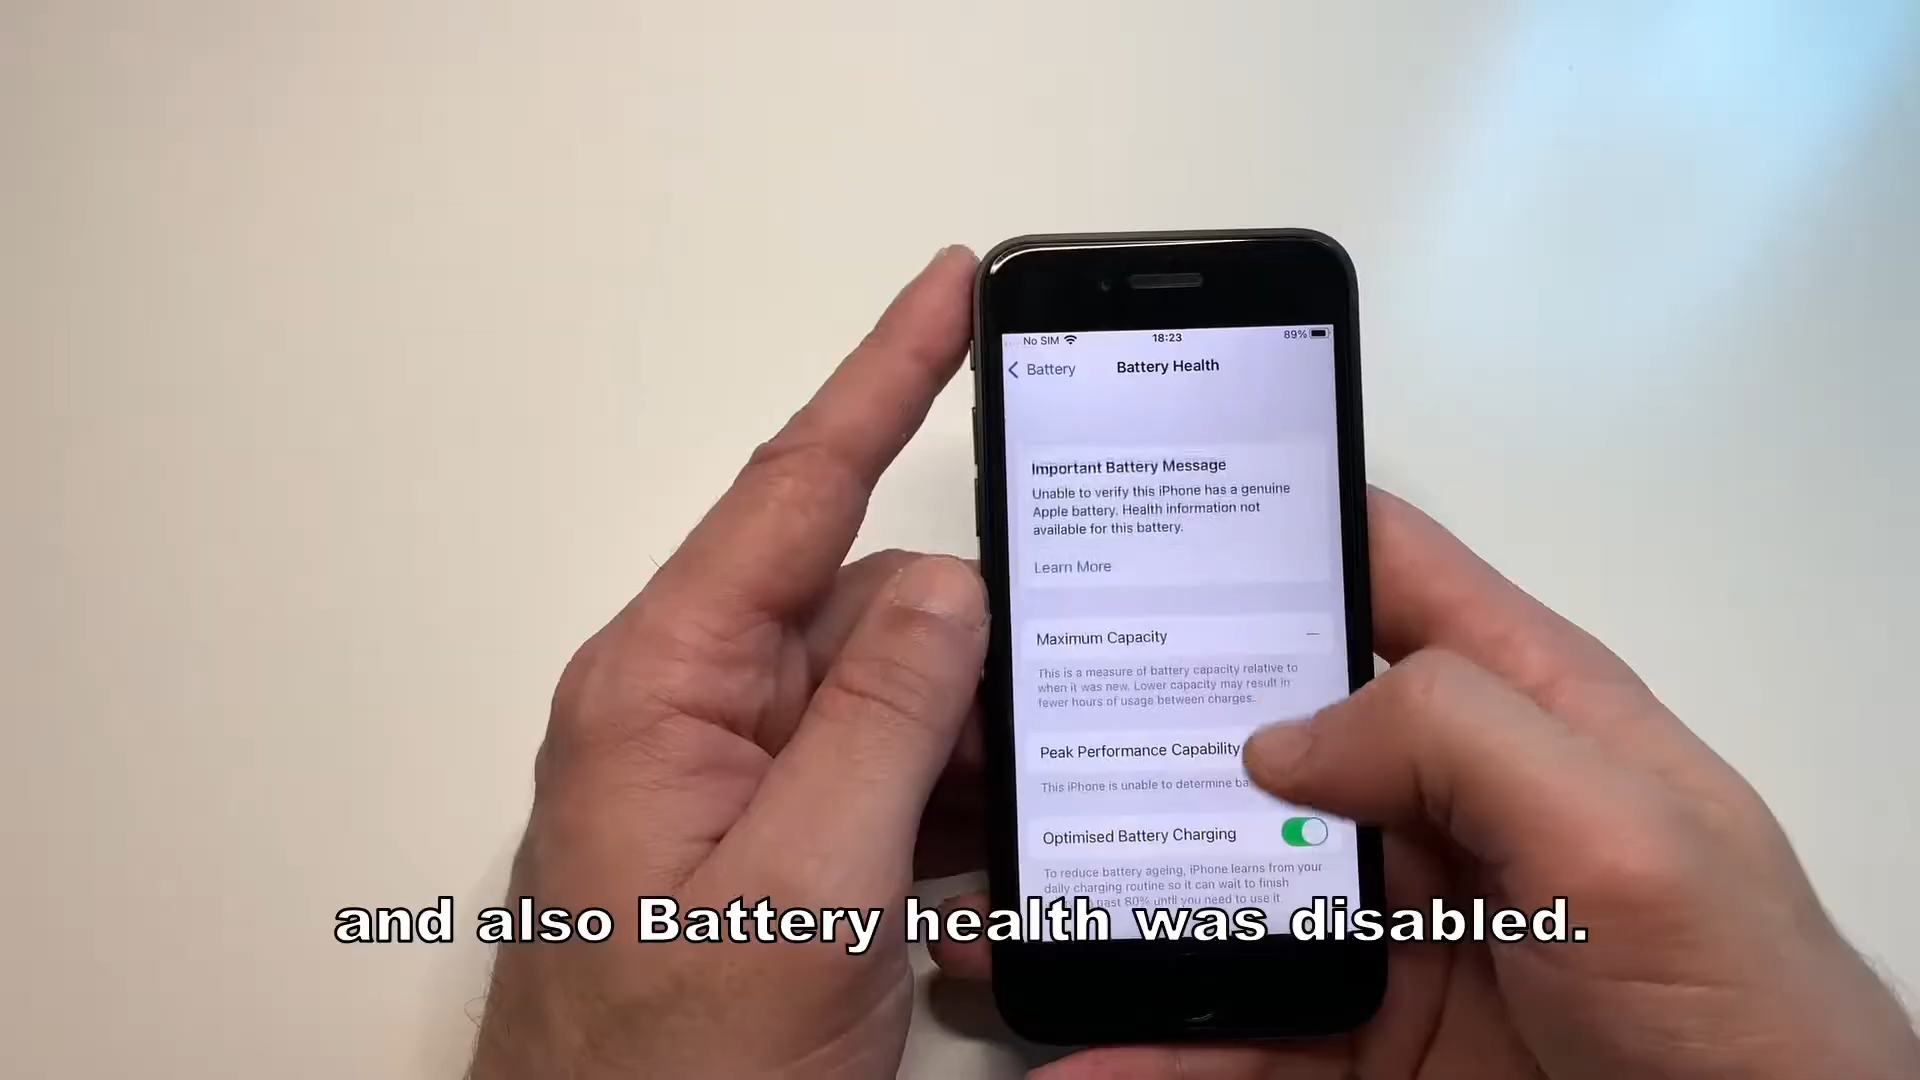 No SIM 18:23 89%
Battery Battery Health
Important Battery Message
Unable to verify this iPhone has a genuine
Apple battery. Health information not
available for this battery.
Learn More
Maximum Capacity —
This is a measure of battery capacity relative to
when it was new. Lower capacity may result in
fewer hours of usage between charges.
Peak Performance Capability
This iPhone is unable to determine
Optimised Battery Charging
To reduce battery ageing, iPhone learns from your
daily charging routine so it can wait to finish
past 80% until you need to use it.
and also Battery health was disabled.